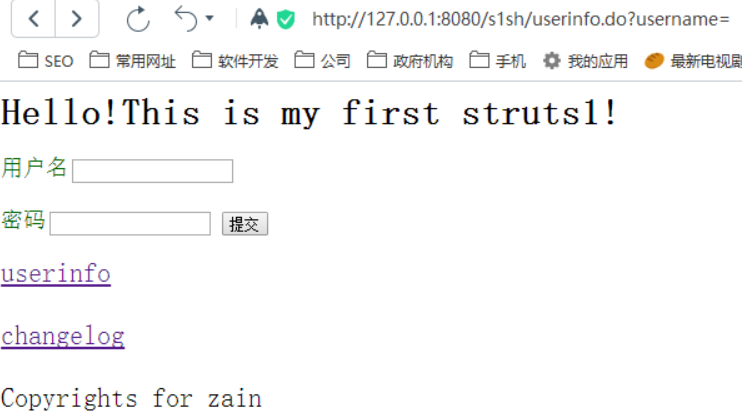 http://127.0.0.1:8080/s1sh/userinfo.do?username=
SEO 常用网址 软件开发 公司 政府机构 手机 我的应用 最新电视剧
Hello!This is my first struts1!
用户名
密码 提交
userinfo
changelog
Copyrights for zain